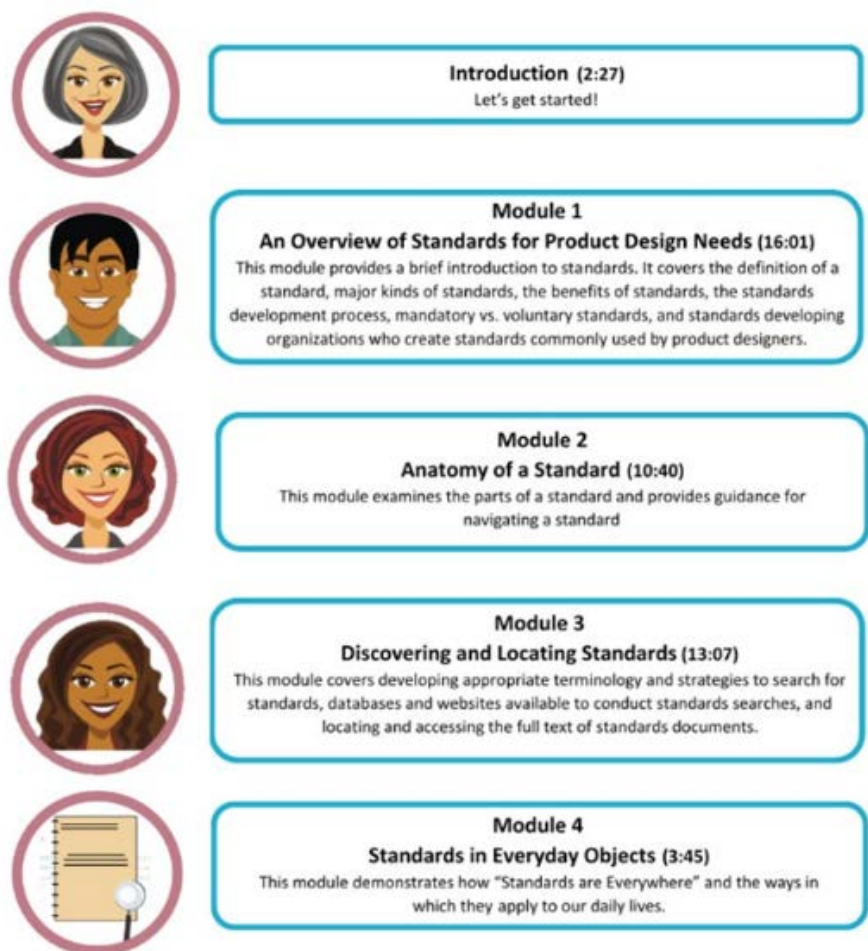 Introduction (2:27)
Let's get started!
Module 1
An Overview of Standards for Product Design Needs (16:01)
This module provides a brief introduction to standards. It covers the definition of a
standard, major kinds of standards, the benefits of standards, the standards
development process, mandatory vs. voluntary standards, and standards developing
organizations who create standards commonly used by product designers.
Module 2
Anatomy of a Standard (10:40)
This module examines the parts of a standard and provides guidance for
navigating a standard
Module 3
Discovering and Locating Standards (13:07)
This module covers developing appropriate terminology and strategies to search for
standards, databases and websites available to conduct standards searches, and
locating and accessing the full text of standards documents.
Module 4
Standards in Everyday Objects (3:45)
This module demonstrates how “Standards are Everywhere” and the ways in
which they apply to our daily lives.